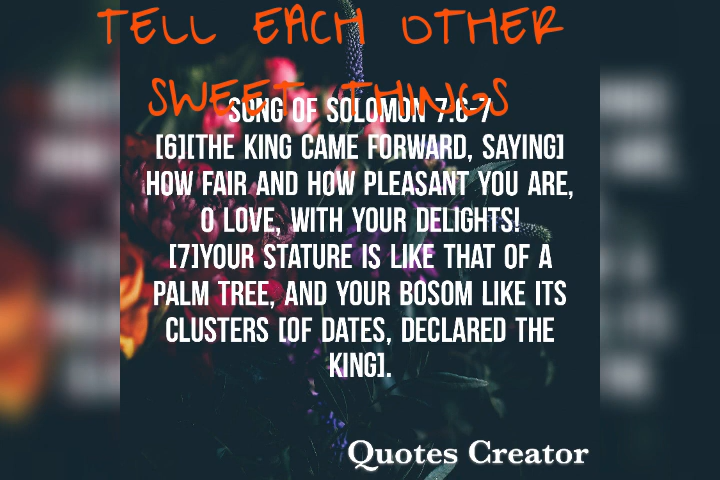 TELL EACH OTHER
SWEET THINGS
SONG OF SOLOMON 7:6-7
[6][THE KING CAME FORWARD, SAYING]
HOW FAIR AND HOW PLEASANT YOU ARE,
O LOVE, WITH YOUR DELIGHTS!
[7]YOUR STATURE IS LIKE THAT OF A
PALM TREE, AND YOUR BOSOM LIKE ITS
CLUSTERS [OF DATES, DECLARED THE
KING].
Quotes Creator